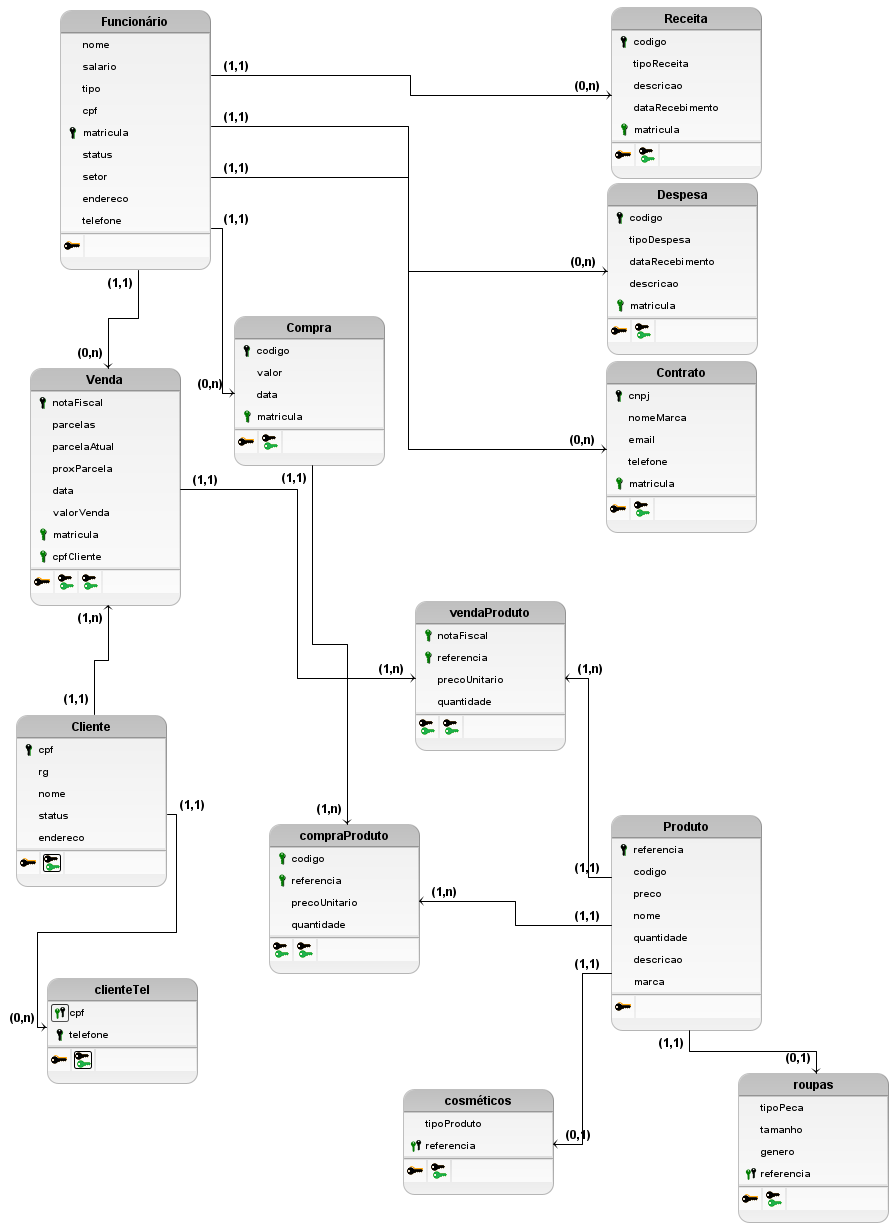 Funcionário
nome
salario
tipo
cpf
matricula
status
setor
endereco
telefone
(1,1)
(1,1)
(1,1)
(1,1)
(1,1)
(0,n)
Receita
codigo
tipoReceita
descricao
dataRecebimento
matricula
(0,n)
Despesa
codigo
tipoDespesa
dataRecebimento
descricao
matricula
(0,n)
Contrato
cnpj
nomeMarca
email
telefone
matricula
(0,n)
Compra
codigo
valor
data
matricula
(0,n)
(1,1)
Venda
notaFiscal
parcelas
parcelaAtual
proxParcela
data
valorVenda
matricula
cpfCliente
(0,n)
(1,1)
(1,n)
vendaProduto
notaFiscal
referencia
precoUnitario
quantidade
(1,n)
(1,n)
(1,1)
Cliente
cpf
rg
nome
status
endereco
(1,1)
(1,n)
compraProduto
codigo
referencia
precoUnitario
quantidade
(1,n)
Produto
referencia
codigo
preco
nome
quantidade
descricao
marca
(1,1)
(1,1)
(1,1)
(1,1)
(0,n)
clienteTel
cpf
telefone
cosméticos
tipoProduto
referencia
(0,1)
(0,1)
roupas
tipoPeca
tamanho
genero
referencia